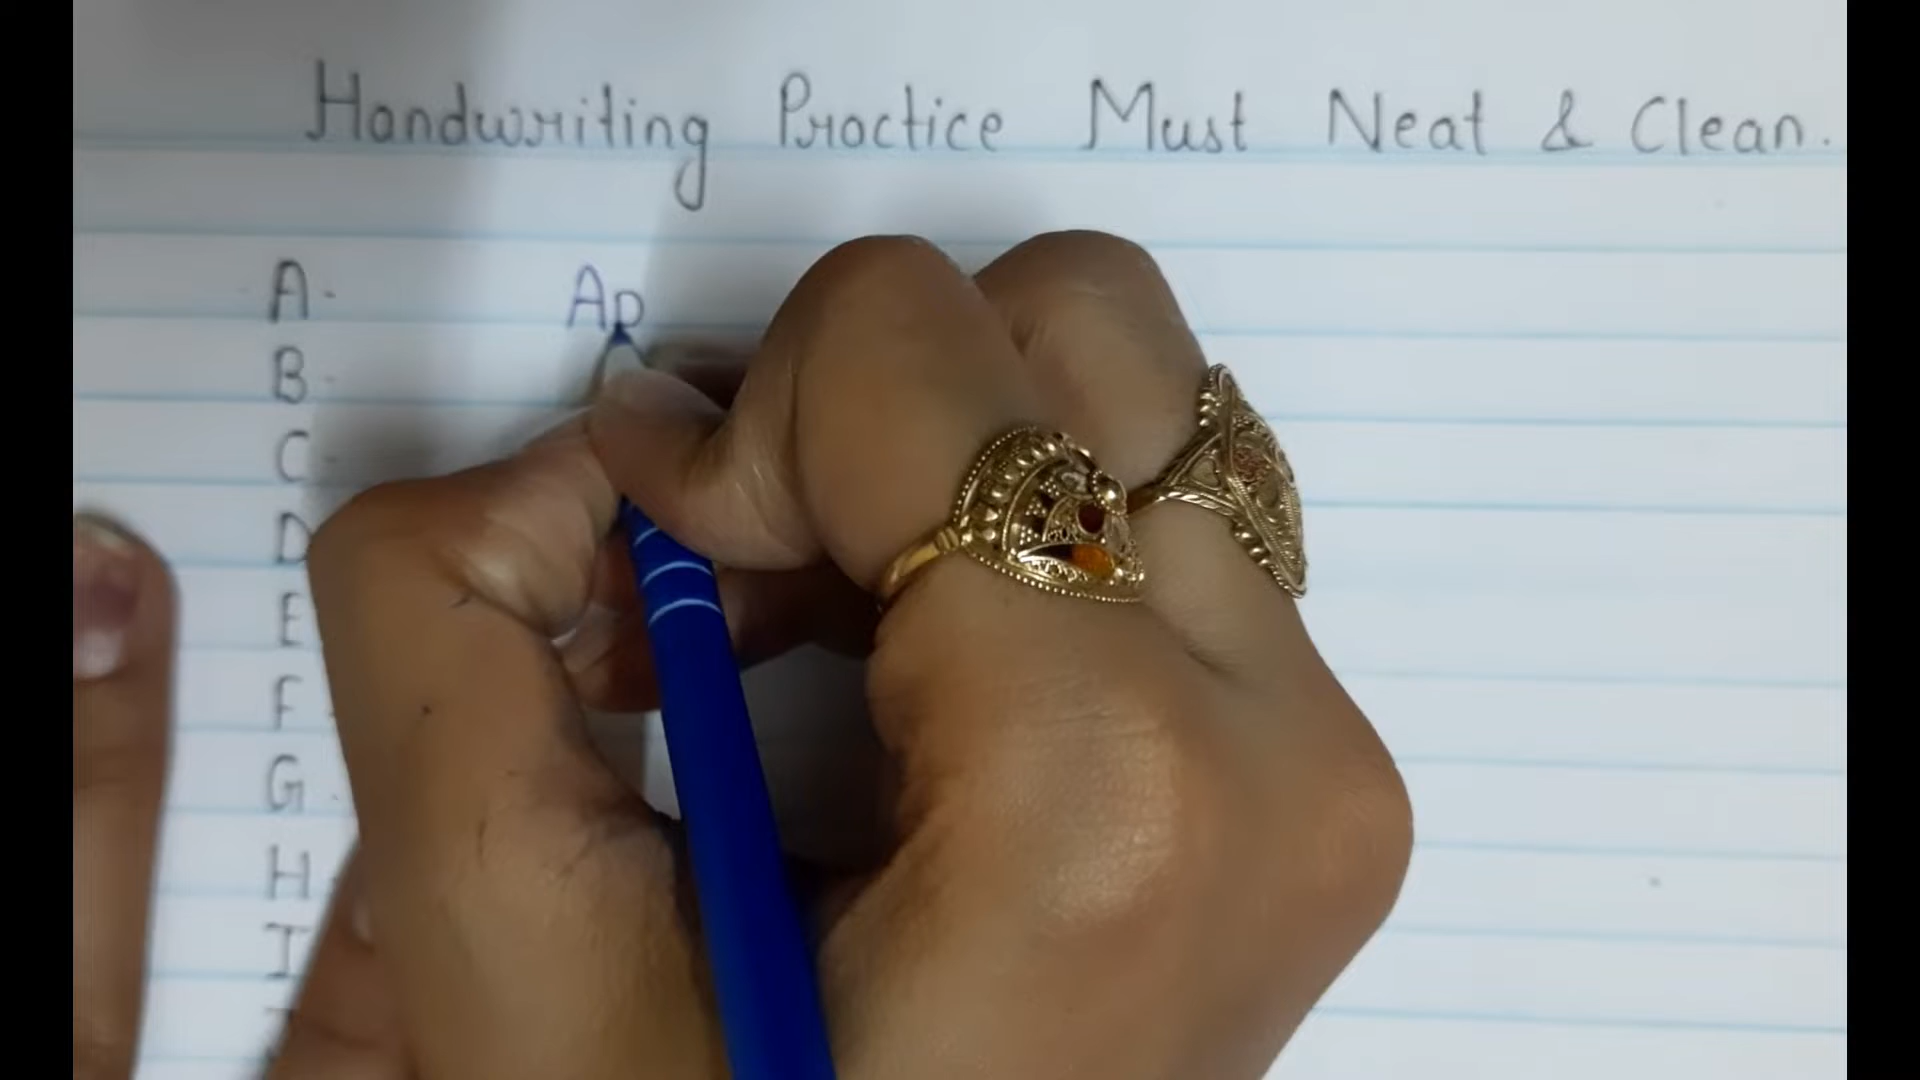 Handwriting Practice Must Neat & Clean.
A- Ap
B-
C-
D
E
F-
G-
H
I